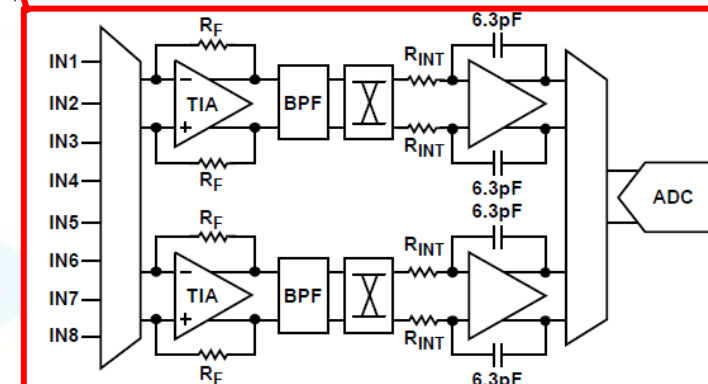 6.3pF
RF
RINT
IN1
IN2
TIA
BPF
IN3
RINT
RF
IN4
6.3pF
ADC
6.3pF
IN5
RF
RINT
IN6
IN7
TIA
BPF
IN8
RINT
RF
6.3pF